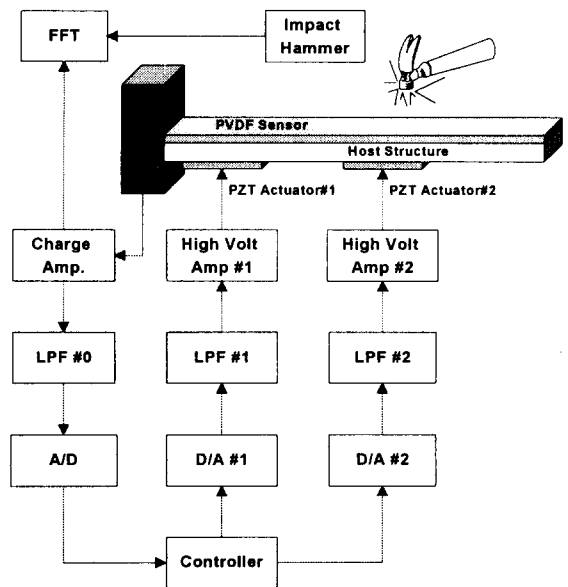 FFT
Impact
Hammer
PVDF Sensor
Host Structure
PZT Actuator#1
PZT Actuator#2
Charge
Amp.
High Volt
Amp #1
High Volt
Amp #2
LPF #0
LPF #1
LPF #2
A/D
D/A #1
D/A #2
Controller